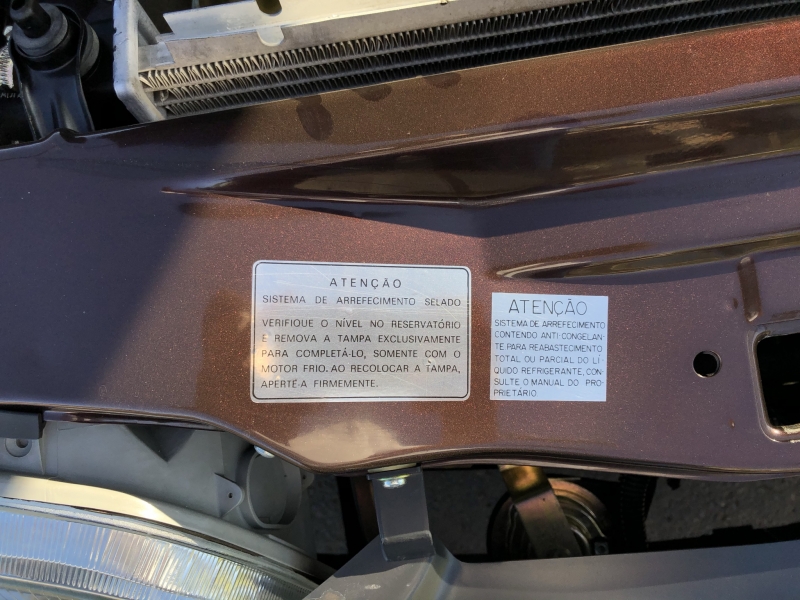 ATENÇÃO
SISTEMA DE ARREFECIMENTO SELADO
VERIFIQUE O NÍVEL NO RESERVATÓRIO
E REMOVA A TAMPA EXCLUSIVAMENTE
PARA COMPLETÁ-LO, SOMENTE COM O
MOTOR FRIO. AO RECOLOCAR A TAMPA,
APERTE-A FIRMEMENTE.
ATENÇÃO
SISTEMA DE ARREFECIMENTO
CONTENDO ANTI-CONGELAN-
TE PARA REABASTECIMENTO
TOTAL OU PARCIAL DO LÍ-
QUIDO REFRIGERANTE, CON-
SULTE O MANUAL DO PRO-
PRIETÁRIO